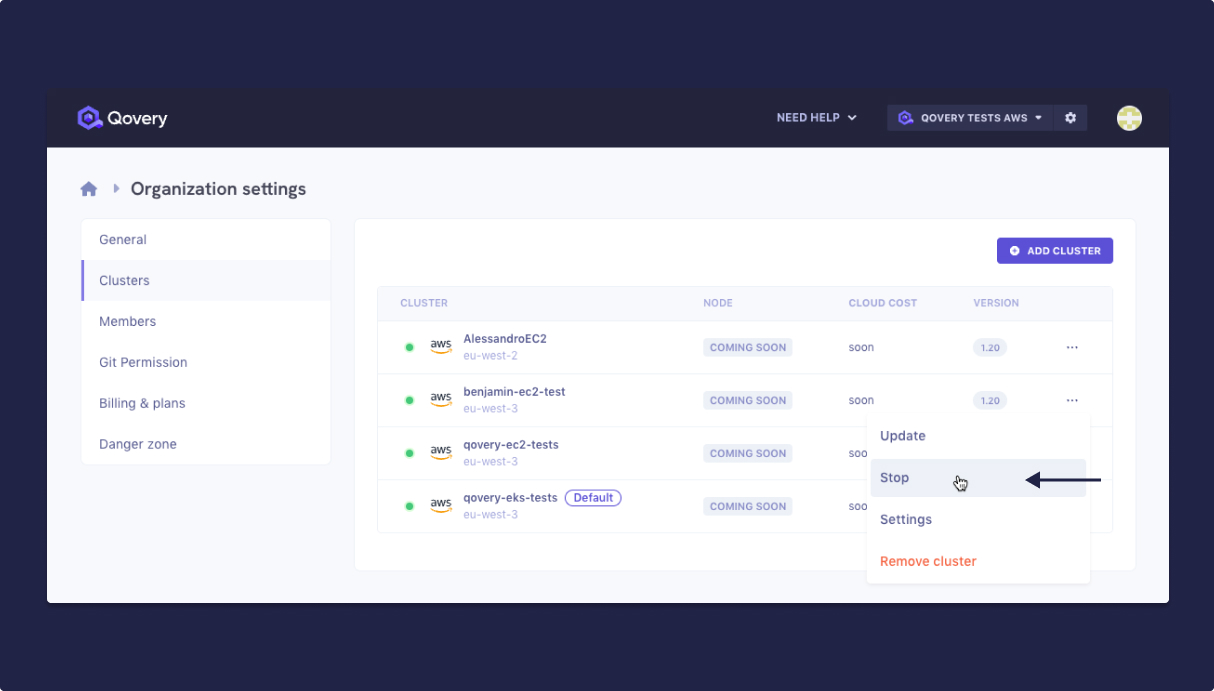 Qovery
NEED HELP
QOVERY TESTS AWS
Organization settings
General
Clusters
Members
Git Permission
Billing & plans
Danger zone
ADD CLUSTER
CLUSTER NODE CLOUD COST VERSION
aws AlessandroEC2 COMING SOON soon 1.20 ...
eu-west-2
aws benjamin-ec2-test COMING SOON soon 1.20 ...
eu-west-3
aws qovery-ec2-tests COMING SOON soo
eu-west-3
aws qovery-eks-tests Default COMING SOON soo
eu-west-3
Update
Stop
Settings
Remove cluster